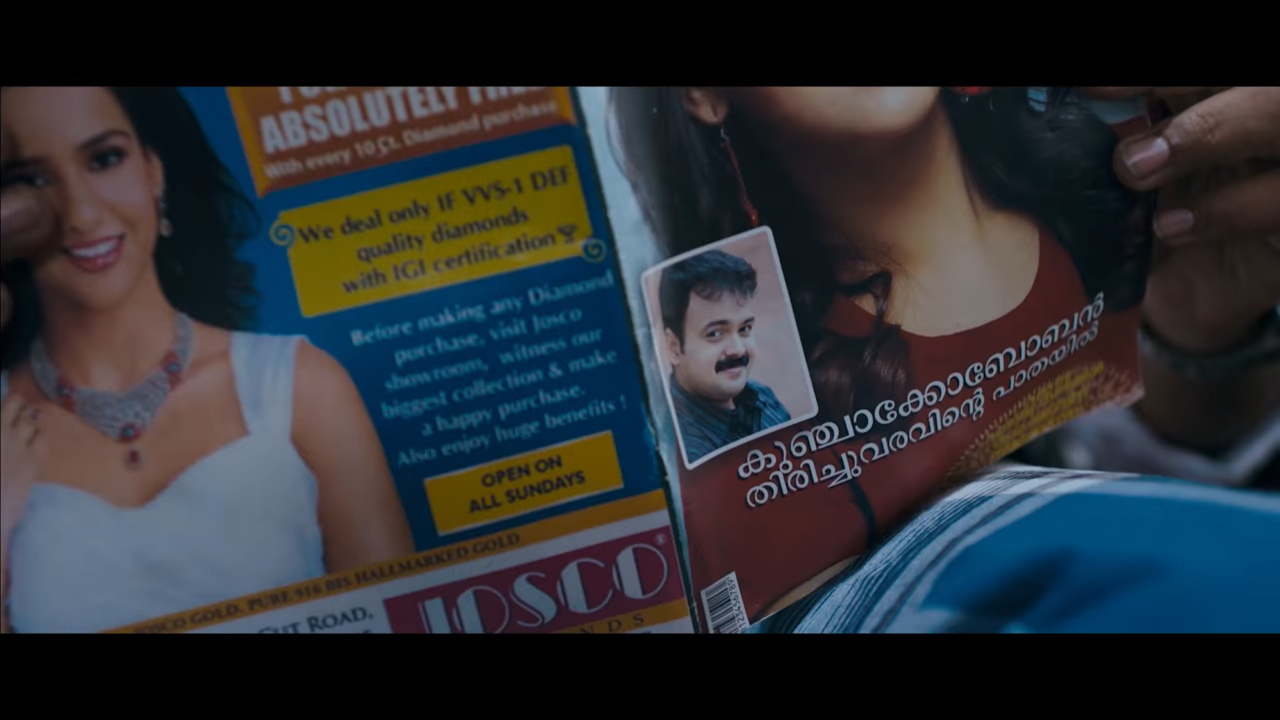 ABSOLUTELY
With every 10 Ct. Diamond purchase
We deal only IF VVS-1 DEF
quality diamonds
with IGI certification
Before making any Diamond
purchase, visit Josco
showroom, witness our
biggest collection & make
a happy purchase.
Also enjoy huge benefits !
OPEN ON
ALL SUNDAYS
JOSCO GOLD. PURE 916 BIS HALLMARKED GOLD
ROAD,
JOSCO®
കുഞ്ചാക്കോബോബൻ
തിരിച്ചുവരവിന്റെ പാതയിൽ
123456789